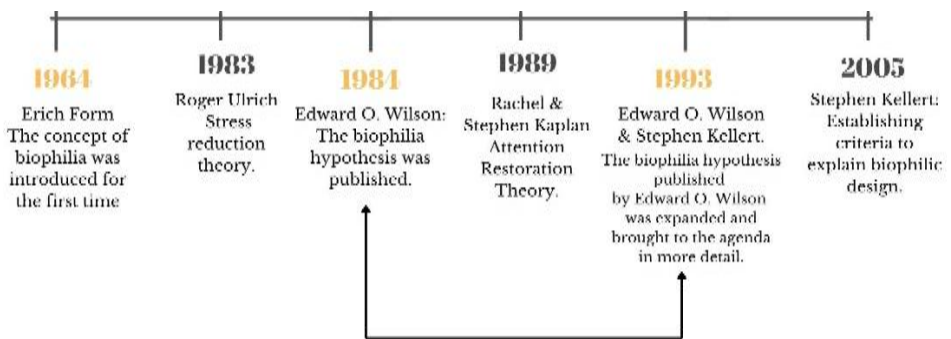 1964
Erich Form
The concept of
biophilia was
introduced for
the first time
1983
Roger Ulrich
Stress
reduction
theory.
1984
Edward O. Wilson:
The biophilia
hypothesis was
published.
1989
Rachel &
Stephen Kaplan
Attention
Restoration
Theory.
1993
Edward O. Wilson
& Stephen Kellert.
The biophilia hypothesis
published
by Edward O. Wilson
was expanded and
brought to the agenda
in more detail.
2005
Stephen Kellert:
Establishing
criteria to
explain biophilic
design.